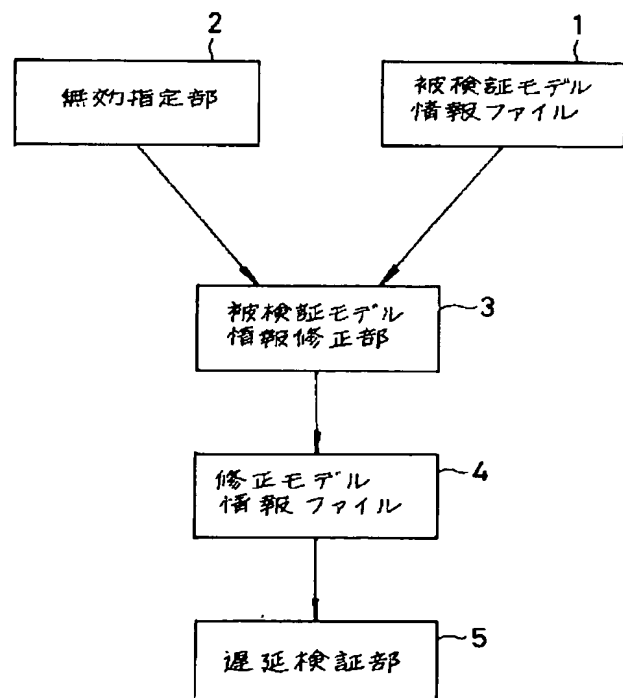 2
無効指定部
1
被検証モデル
情報ファイル
3
被検証モデル
情報修正部
4
修正モデル
情報ファイル
5
遅延検証部